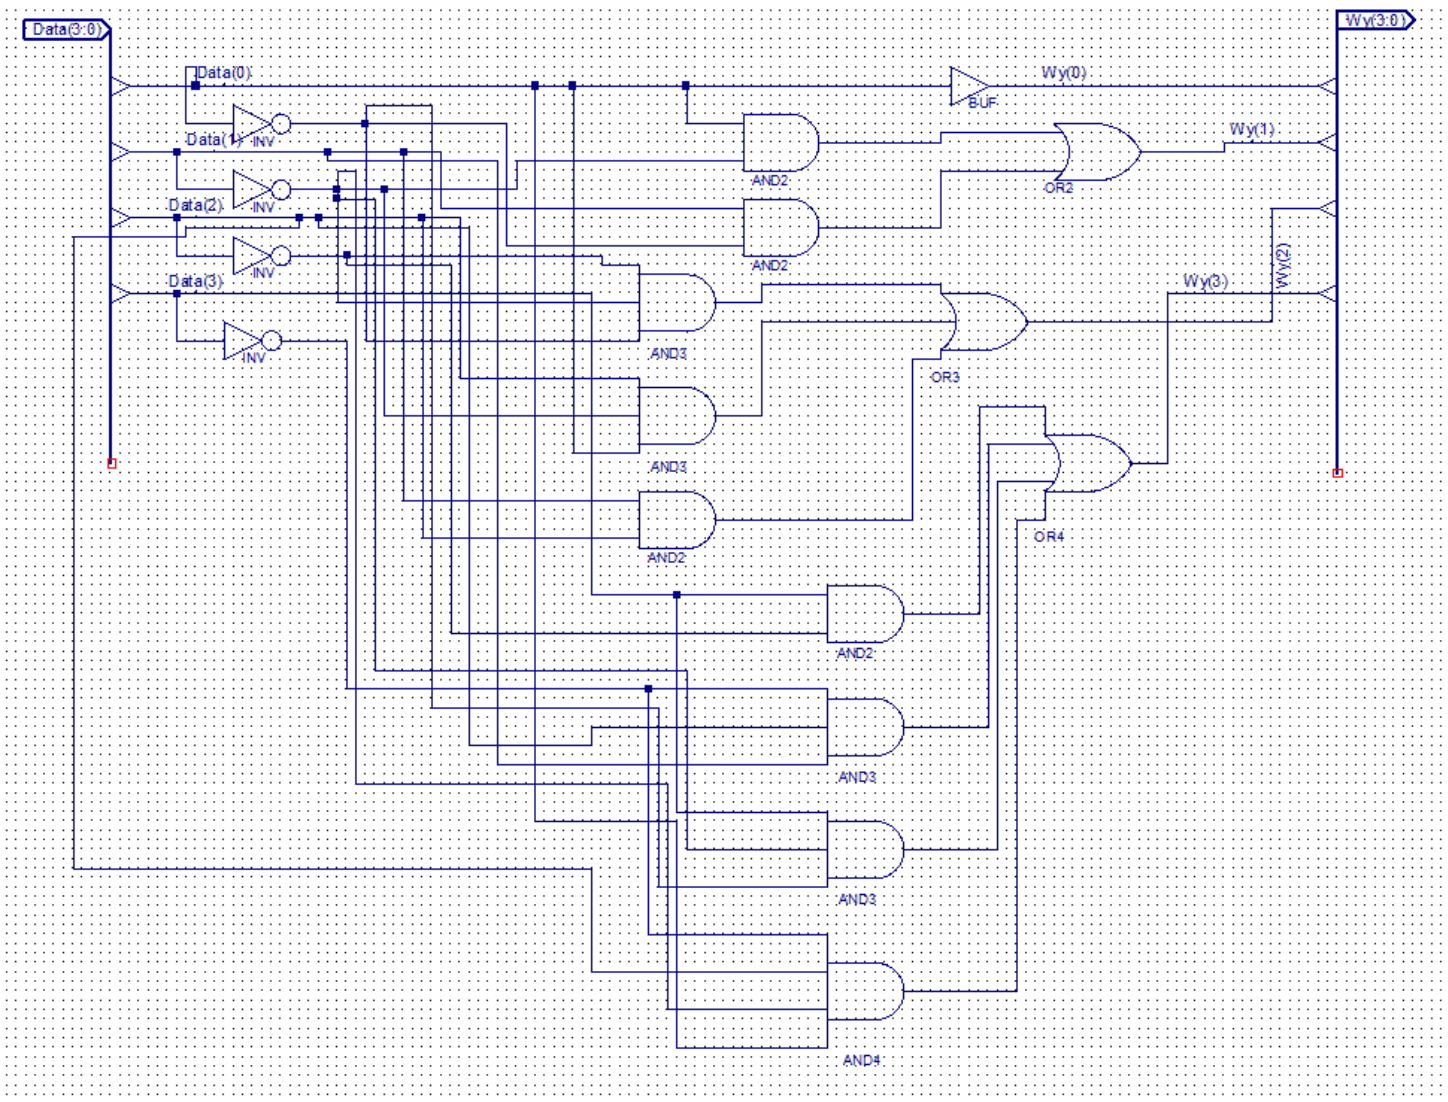 Data(3:0)
Wy(3:0)
Data(0)
Wy(0)
BUF
INV
Data(1)
Wy(1)
INV
AND2
OR2
Data(2)
INV
AND2
Wy(2)
Data(3)
Wy(3)
INV
AND3
OR3
AND3
OR4
AND2
AND2
AND3
AND3
AND4